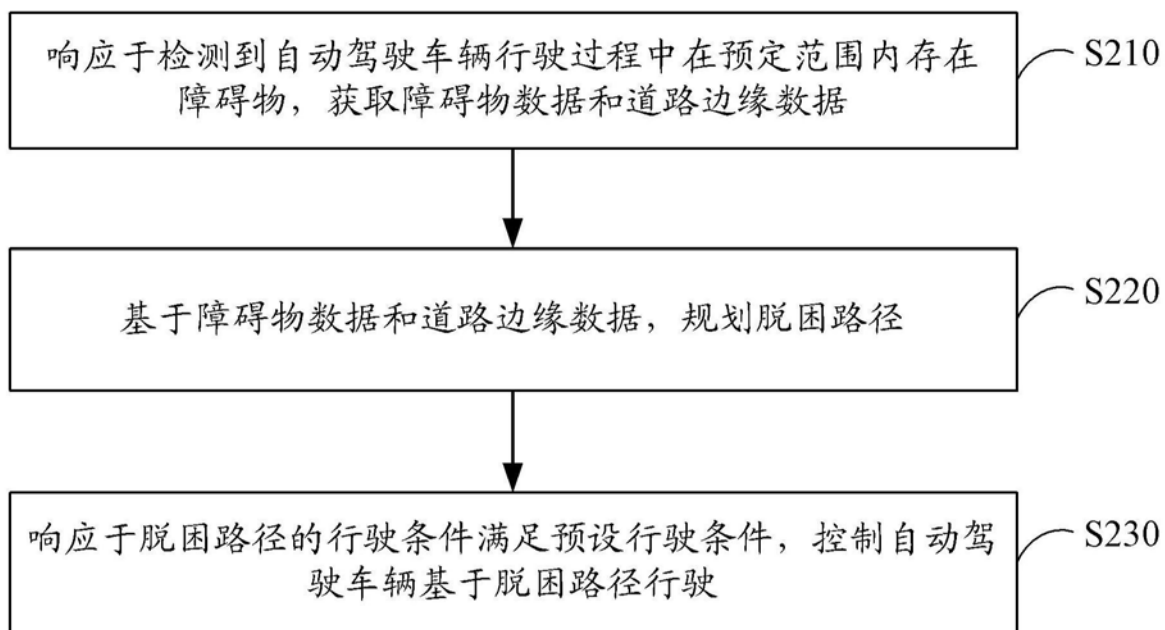 响应于检测到自动驾驶车辆行驶过程中在预定范围内存在
障碍物，获取障碍物数据和道路边缘数据
S210
基于障碍物数据和道路边缘数据，规划脱困路径
S220
响应于脱困路径的行驶条件满足预设行驶条件，控制自动驾
驶车辆基于脱困路径行驶
S230